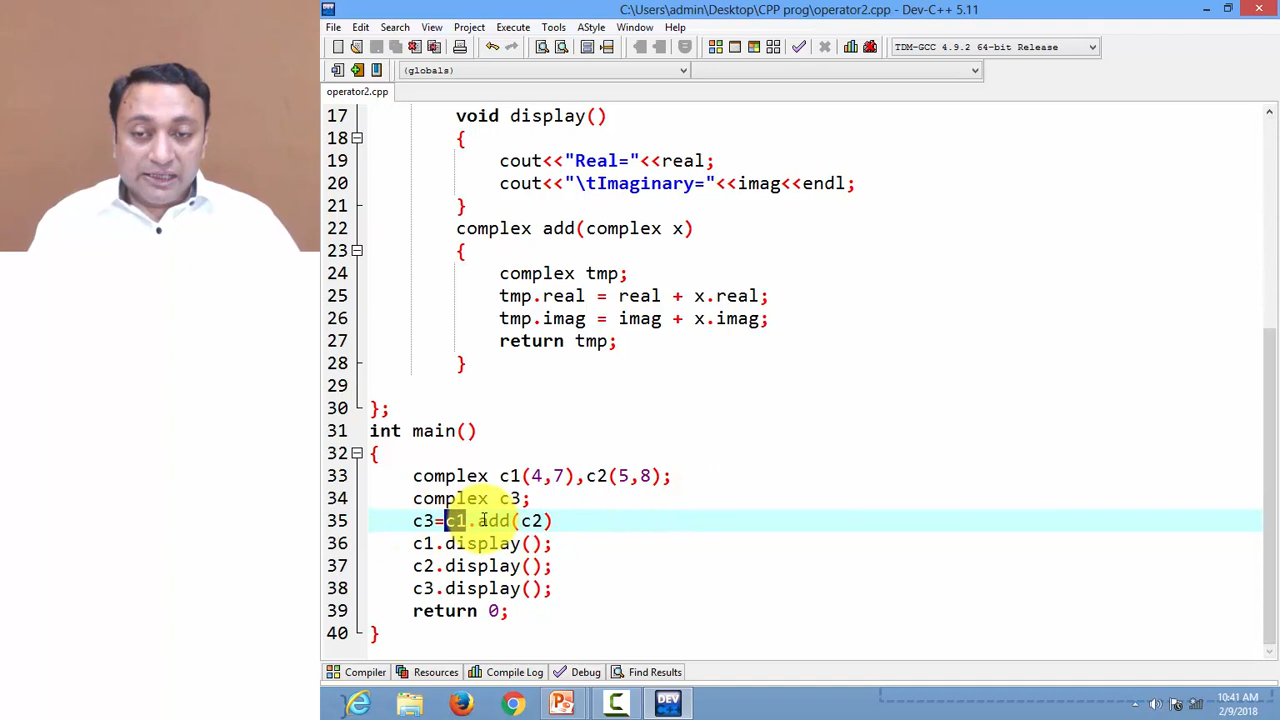 C:\Users\admin\Desktop\CPP prog\operator2.cpp - Dev-C++ 5.11
File Edit Search View Project Execute Tools AStyle Window Help
TDM-GCC 4.9.2 64-bit Release
(globals)
operator2.cpp
17 void display()
18 {
19 cout<<"Real="<<real;
20 cout<<"\tImaginary="<<imag<<endl;
21 }
22 complex add(complex x)
23 {
24 complex tmp;
25 tmp.real = real + x.real;
26 tmp.imag = imag + x.imag;
27 return tmp;
28 }
29
30 };
31 int main()
32 {
33 complex c1(4,7),c2(5,8);
34 complex c3;
35 c3=c1.add(c2)
36 c1.display();
37 c2.display();
38 c3.display();
39 return 0;
40 }
Compiler Resources Compile Log Debug Find Results
DEV
10:41 AM
2/9/2018